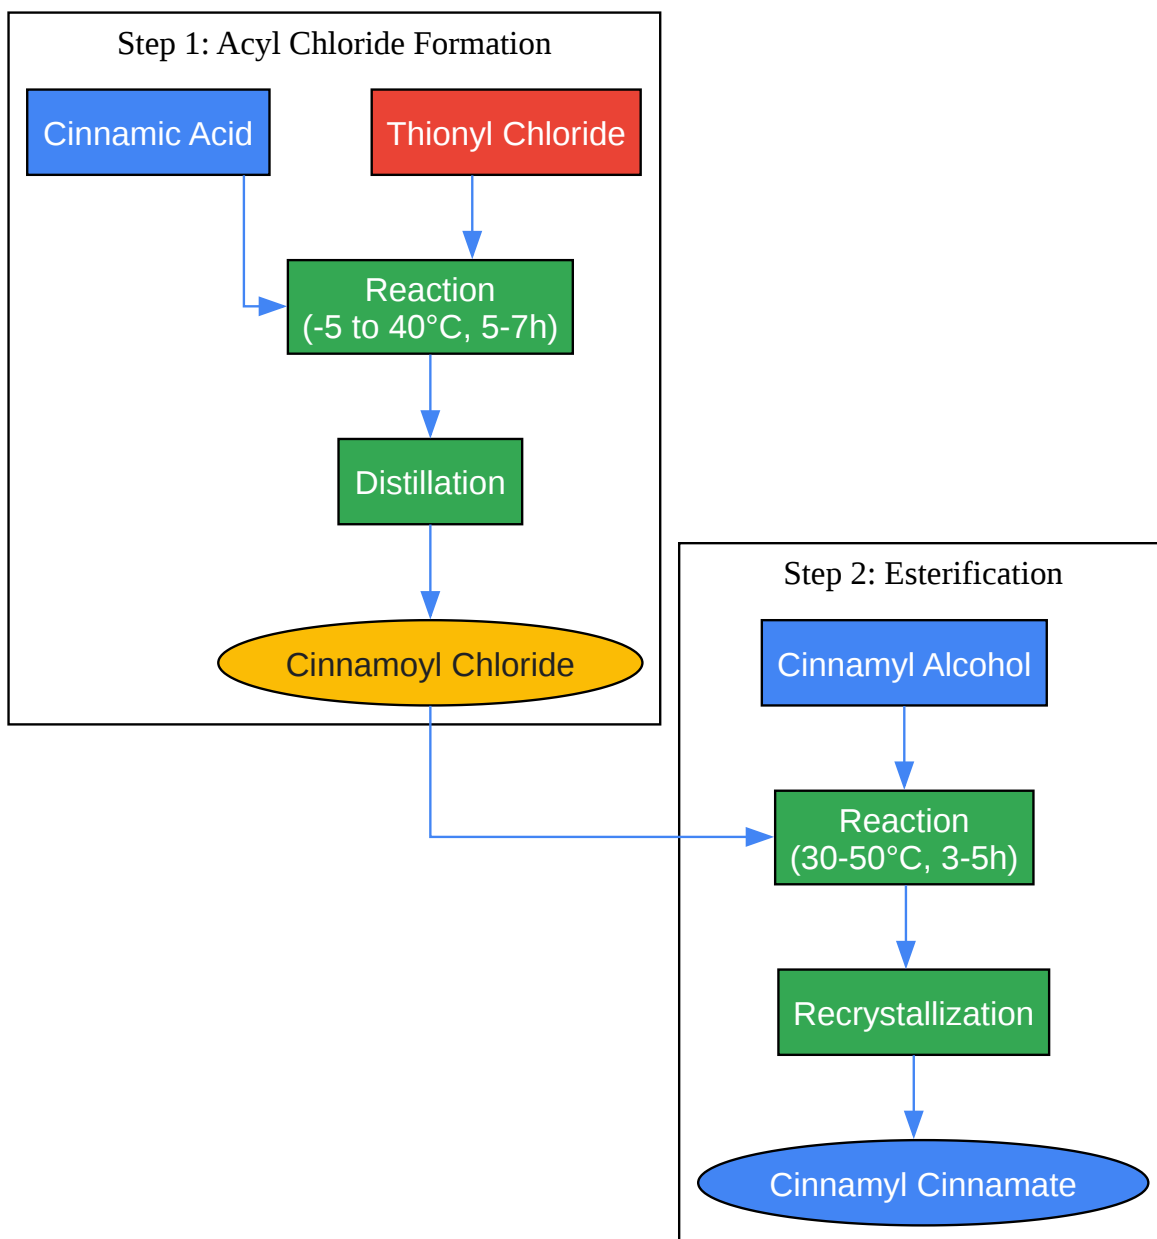 Step 1: Acyl Chloride Formation
Cinnamic Acid
Thionyl Chloride
Reaction
(-5 to 40°C, 5-7h)
Distillation
Cinnamoyl Chloride
Step 2: Esterification
Cinnamyl Alcohol
Reaction
(30-50°C, 3-5h)
Recrystallization
Cinnamyl Cinnamate